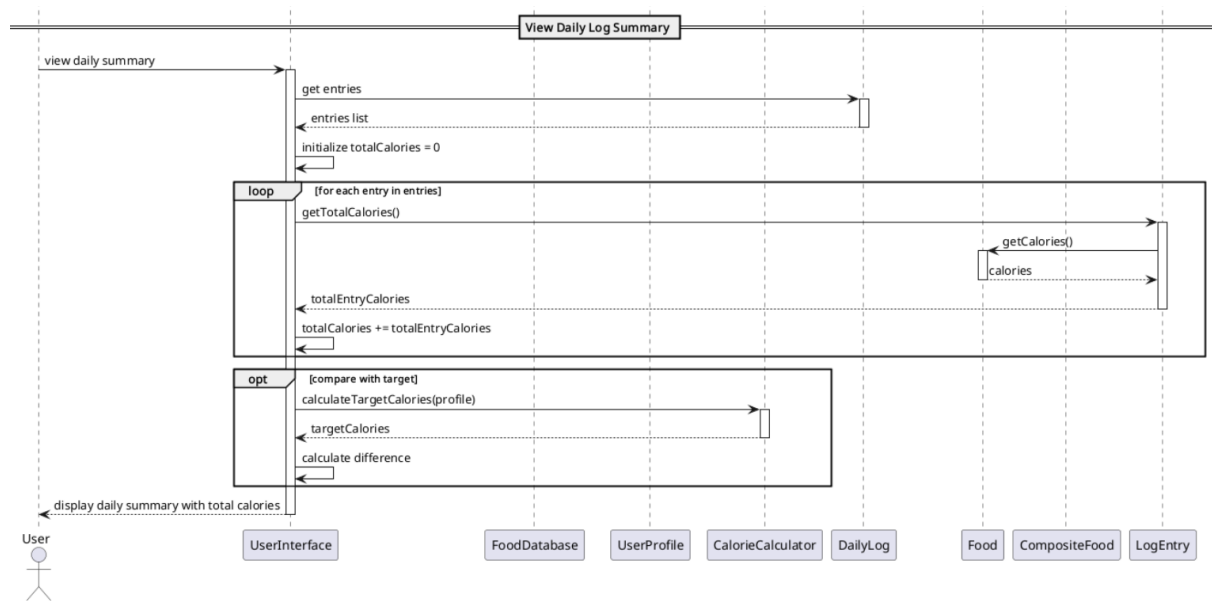 View Daily Log Summary
view daily summary
get entries
entries list
initialize totalCalories = 0
loop [for each entry in entries]
getTotalCalories()
getCalories()
calories
totalEntryCalories
totalCalories += totalEntryCalories
opt [compare with target]
calculateTargetCalories(profile)
targetCalories
calculate difference
display daily summary with total calories
User UserInterface FoodDatabase UserProfile CalorieCalculator DailyLog Food CompositeFood LogEntry